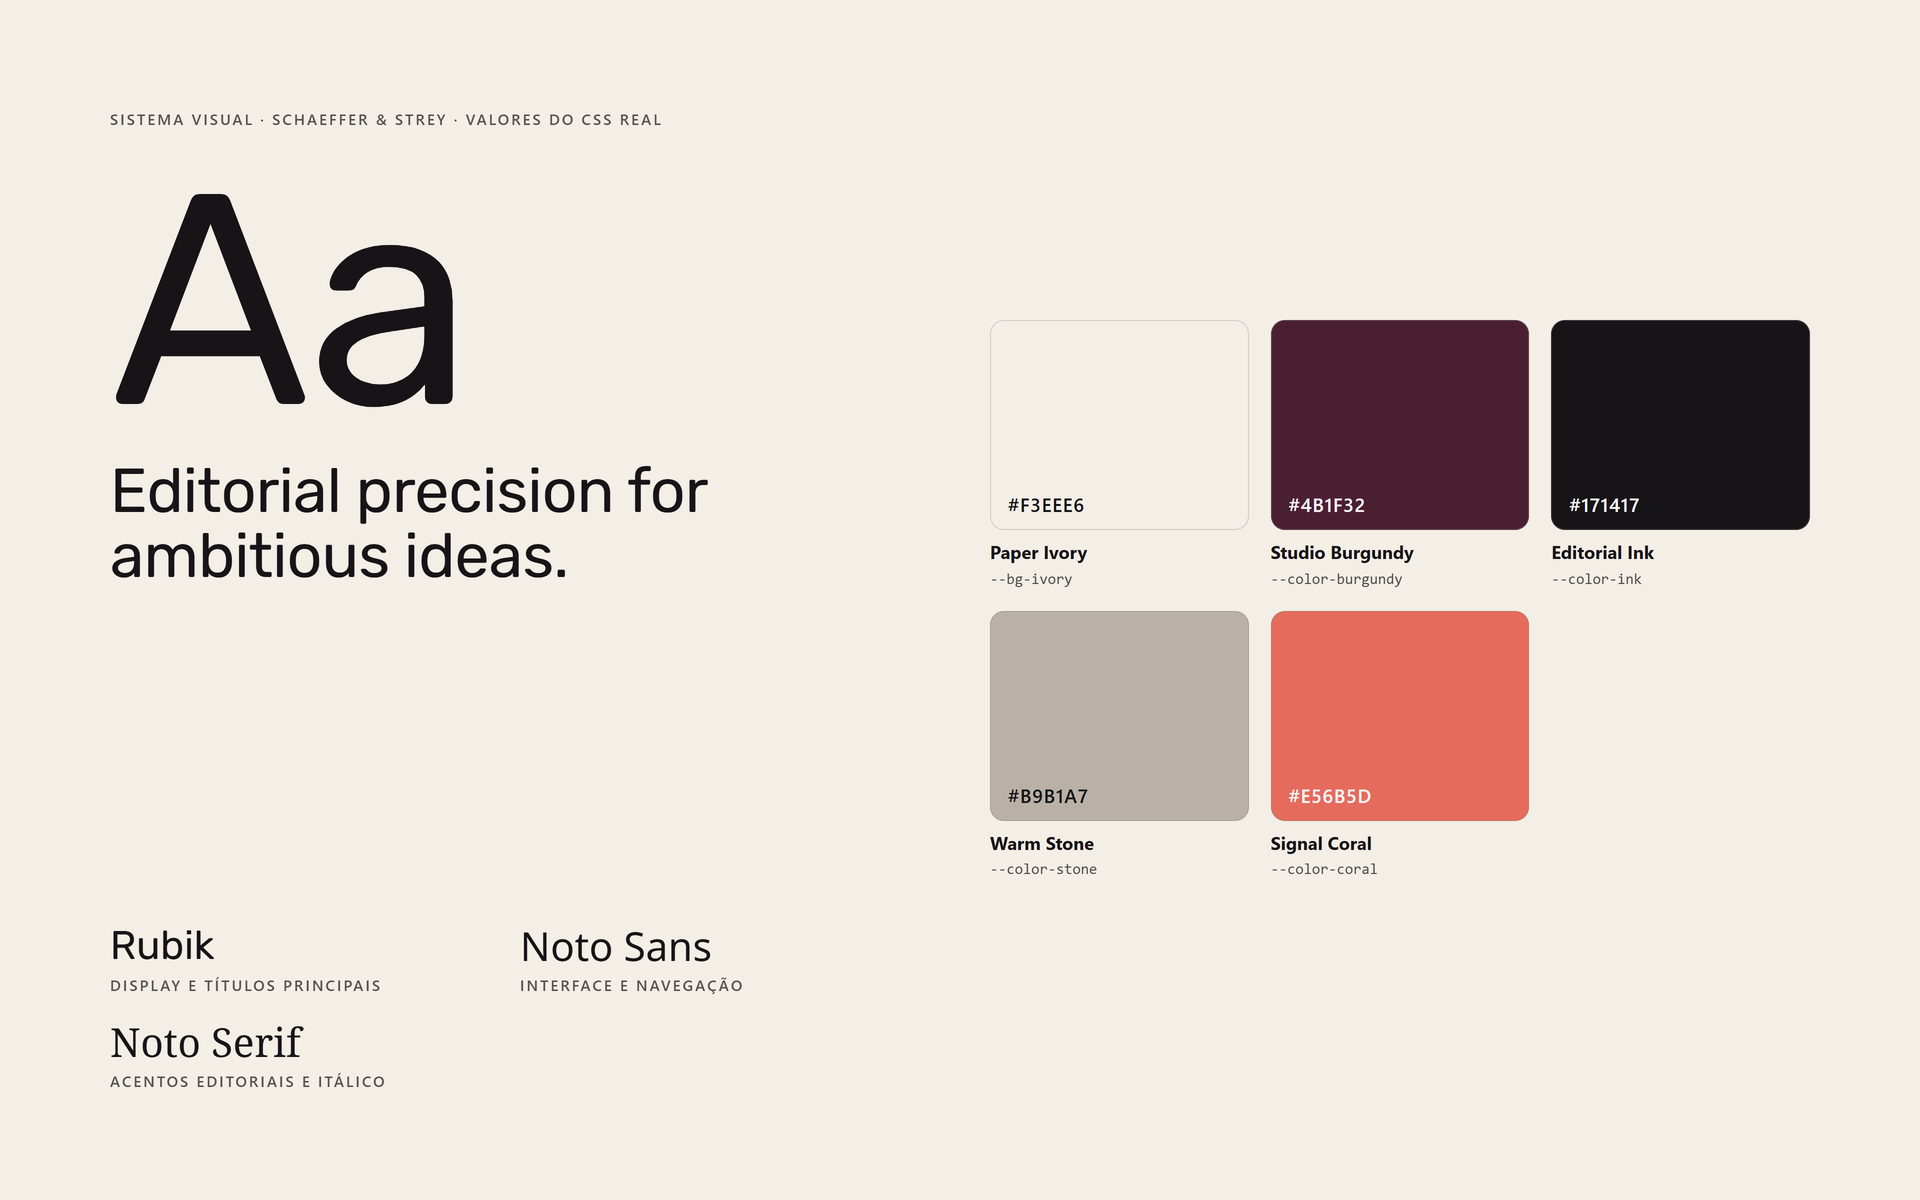 SISTEMA VISUAL · SCHAEFFER & STREY · VALORES DO CSS REAL
Aa
Editorial precision for
ambitious ideas.
Rubik
DISPLAY E TÍTULOS PRINCIPAIS
Noto Sans
INTERFACE E NAVEGAÇÃO
Noto Serif
ACENTOS EDITORIAIS E ITÁLICO
#F3EEE6
Paper Ivory
--bg-ivory
#4B1F32
Studio Burgundy
--color-burgundy
#171417
Editorial Ink
--color-ink
#B9B1A7
Warm Stone
--color-stone
#E56B5D
Signal Coral
--color-coral